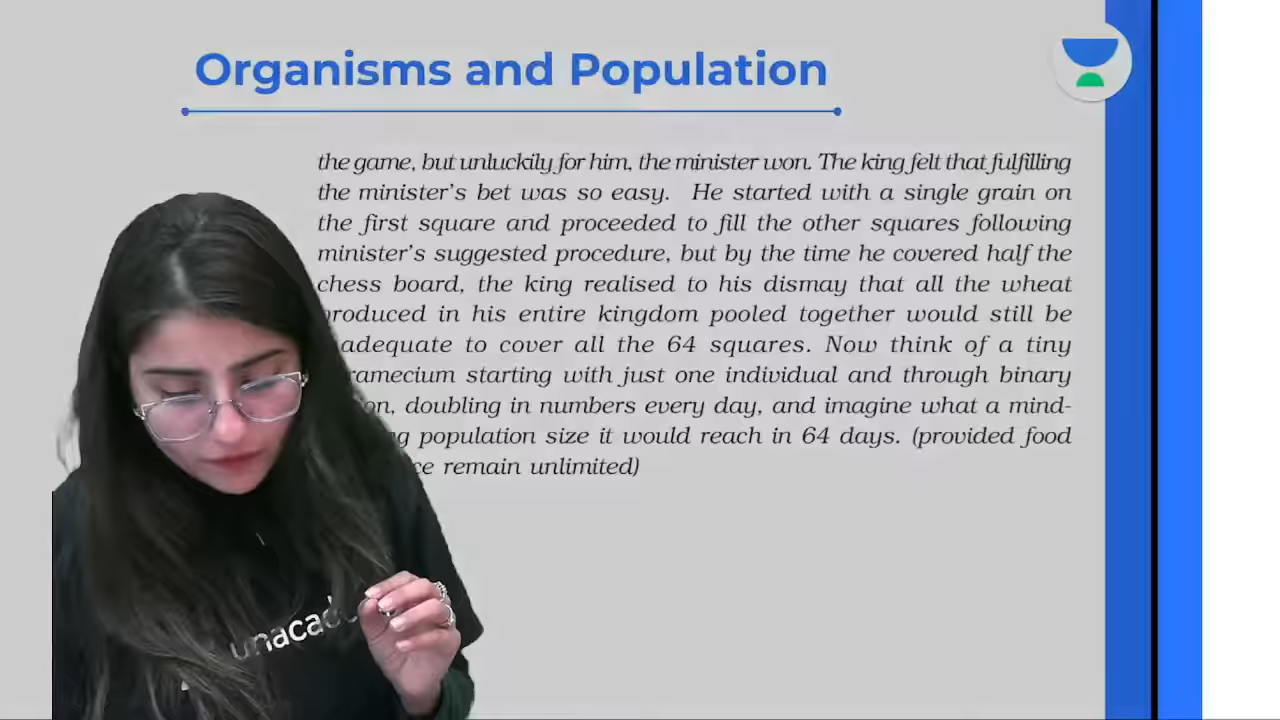 Organisms and Population
the game, but unluckily for him, the minister won. The king felt that fulfilling
the minister's bet was so easy. He started with a single grain on
the first square and proceeded to fill the other squares following
minister's suggested procedure, but by the time he covered half the
chess board, the king realised to his dismay that all the wheat
produced in his entire kingdom pooled together would still be
adequate to cover all the 64 squares. Now think of a tiny
ramecium starting with just one individual and through binary
on, doubling in numbers every day, and imagine what a mind-
g population size it would reach in 64 days. (provided food
ce remain unlimited)
unacad